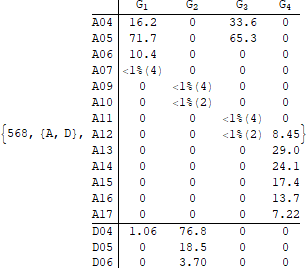 G₁ G₂ G₃ G₄
A04 16.2 0 33.6 0
A05 71.7 0 65.3 0
A06 10.4 0 0 0
A07 <1%(4) 0 0 0
A09 0 <1%(4) 0 0
A10 0 <1%(2) 0 0
A11 0 0 <1%(4) 0
{568, {A, D}, A12 0 0 <1%(2) 8.45}
A13 0 0 0 29.0
A14 0 0 0 24.1
A15 0 0 0 17.4
A16 0 0 0 13.7
A17 0 0 0 7.22
D04 1.06 76.8 0 0
D05 0 18.5 0 0
D06 0 3.70 0 0